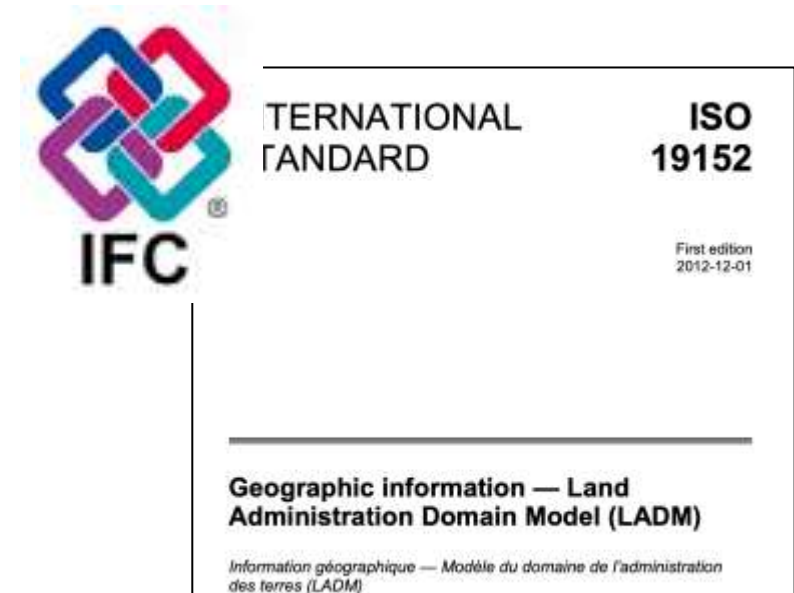 ®
IFC
TERNATIONAL
TANDARD
ISO
19152
First edition
2012-12-01
Geographic information — Land
Administration Domain Model (LADM)
Information géographique — Modèle du domaine de l'administration
des terres (LADM)